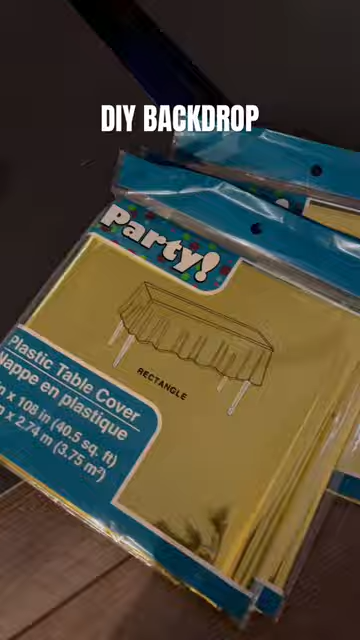 DIY BACKDROP
Party!
RECTANGLE
Plastic Table Cover
Nappe en plastique
in x 108 in (40.5 sq. ft)
x 2.74 m (3.75 m²)